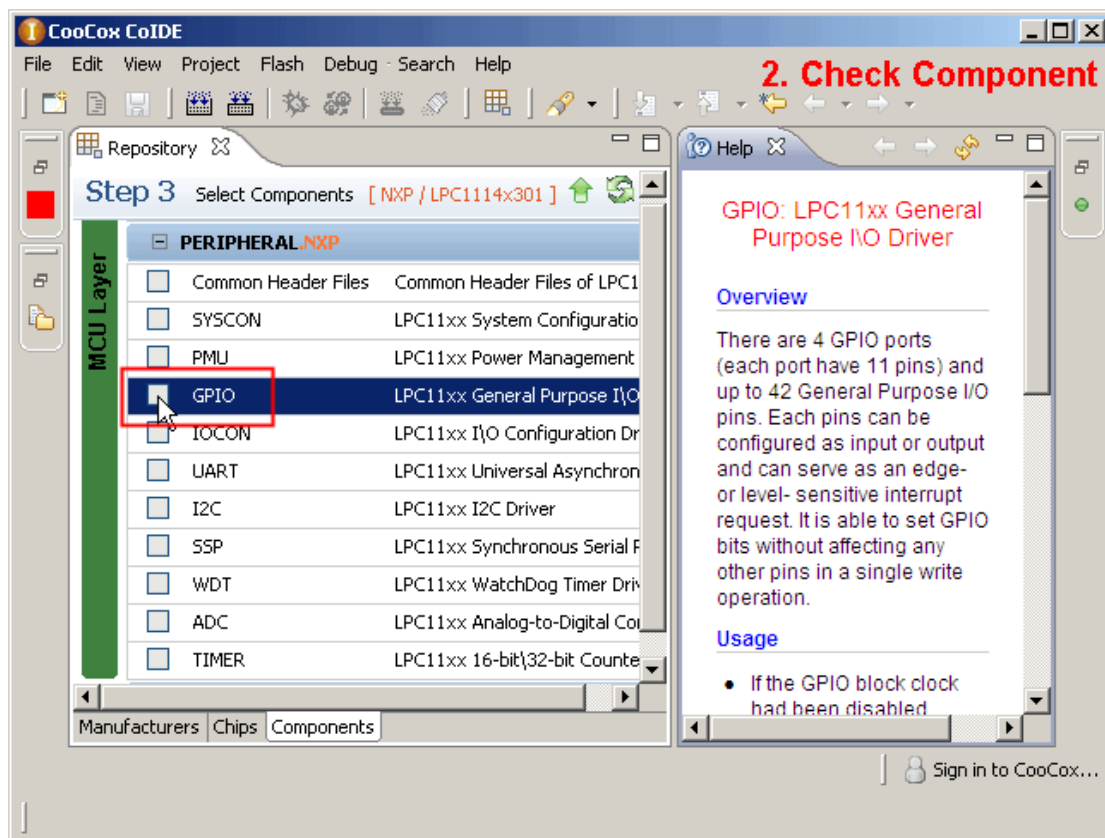 CooCox CoIDE
File Edit View Project Flash Debug Search Help
2. Check Component
Repository
Step 3 Select Components [ NXP / LPC1114x301 ]
MCU Layer
PERIPHERAL.NXP
Common Header Files Common Header Files of LPC1
SYSCON LPC11xx System Configuratio
PMU LPC11xx Power Management
GPIO LPC11xx General Purpose I\O
IOCON LPC11xx I\O Configuration Dr
UART LPC11xx Universal Asynchron
I2C LPC11xx I2C Driver
SSP LPC11xx Synchronous Serial P
WDT LPC11xx WatchDog Timer Driv
ADC LPC11xx Analog-to-Digital Co
TIMER LPC11xx 16-bit\32-bit Counte
Manufacturers Chips Components
Help
GPIO: LPC11xx General
Purpose I\O Driver
Overview
There are 4 GPIO ports
(each port have 11 pins) and
up to 42 General Purpose I/O
pins. Each pins can be
configured as input or output
and can serve as an edge-
or level- sensitive interrupt
request. It is able to set GPIO
bits without affecting any
other pins in a single write
operation.
Usage
• If the GPIO block clock
had been disabled
Sign in to CooCox...